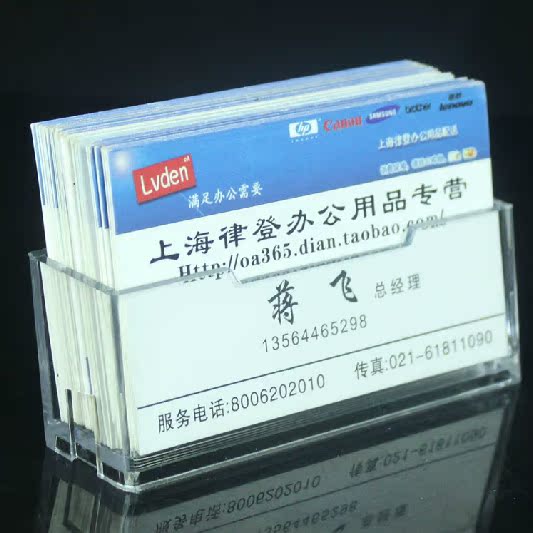 hp Canon SAMSUNG brother lenovo
Lvden
上海律登办公用品专营
满足办公需要
上海律登办公用品专营
Http://oa365.dian.taobao.com/
蒋 飞 总经理
13564465298
服务电话:8006202010 传真:021-61811090